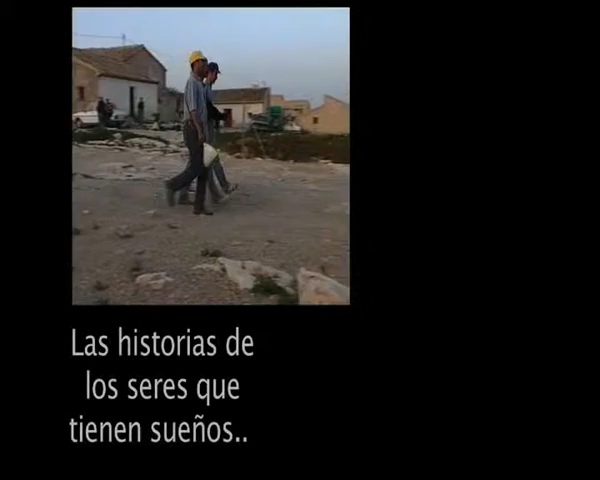 Las historias de
los seres que
tienen sueños..